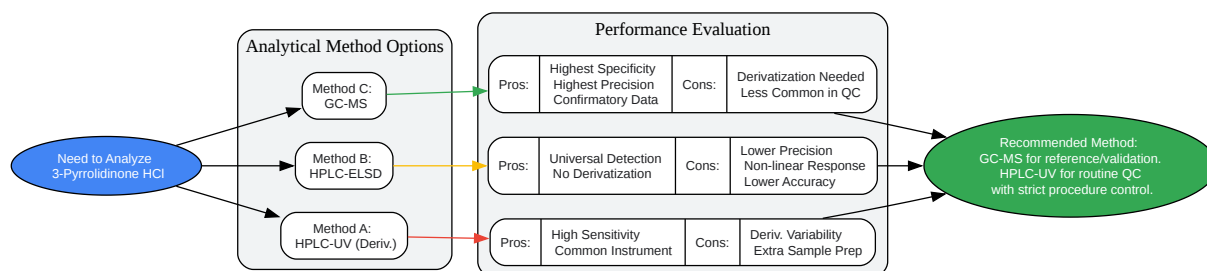 Analytical Method Options
Performance Evaluation
Need to Analyze
3-Pyrrolidinone HCl
Method C:
GC-MS
Method B:
HPLC-ELSD
Method A:
HPLC-UV (Deriv.)
Pros:
Highest Specificity
Highest Precision
Confirmatory Data
Cons:
Derivatization Needed
Less Common in QC
Pros:
Universal Detection
No Derivatization
Cons:
Lower Precision
Non-linear Response
Lower Accuracy
Pros:
High Sensitivity
Common Instrument
Cons:
Deriv. Variability
Extra Sample Prep
Recommended Method:
GC-MS for reference/validation.
HPLC-UV for routine QC
with strict procedure control.